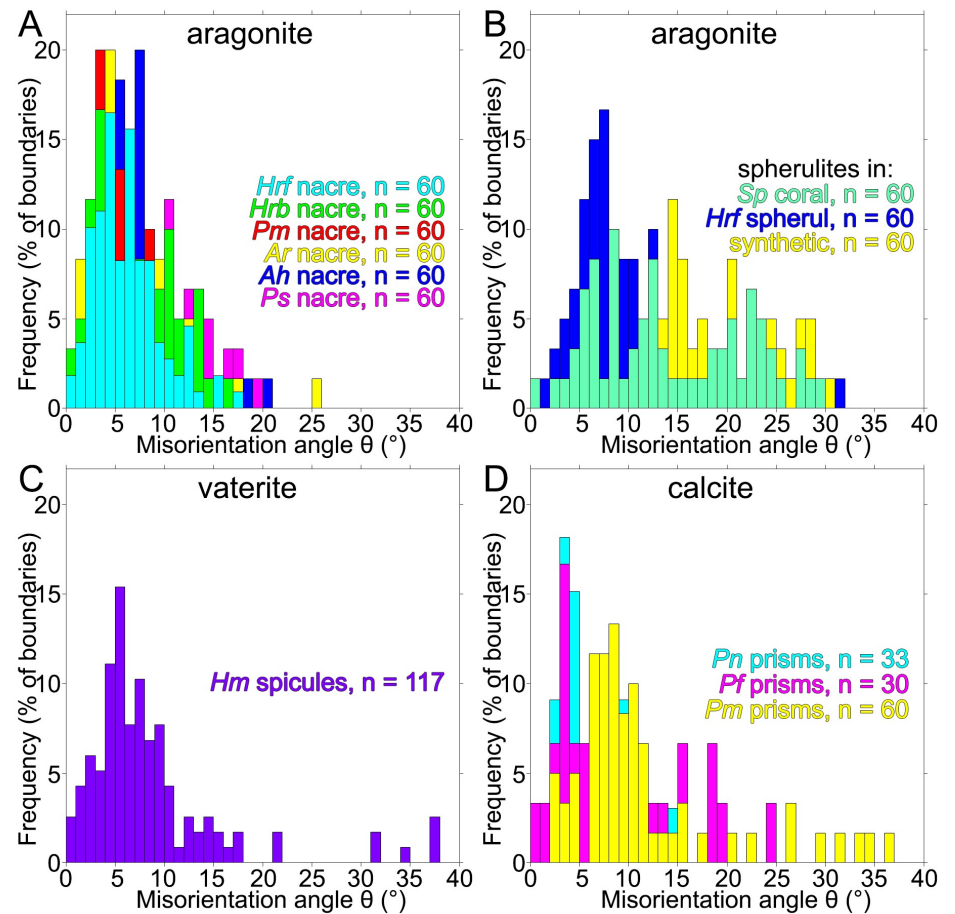 A
aragonite
Frequency (% of boundaries)
20
15
10
5
0
Hrf nacre, n = 60
Hrb nacre, n = 60
Pm nacre, n = 60
Ar nacre, n = 60
Ah nacre, n = 60
Ps nacre, n = 60
0 5 10 15 20 25 30 35 40
Misorientation angle θ (°)
B
aragonite
Frequency (% of boundaries)
20
15
10
5
0
spherulites in:
Sp coral, n = 60
Hrf spherul, n = 60
synthetic, n = 60
0 5 10 15 20 25 30 35 40
Misorientation angle θ (°)
C
vaterite
Frequency (% of boundaries)
20
15
10
5
0
Hm spicules, n = 117
0 5 10 15 20 25 30 35 40
Misorientation angle θ (°)
D
calcite
Frequency (% of boundaries)
20
15
10
5
0
Pn prisms, n = 33
Pf prisms, n = 30
Pm prisms, n = 60
0 5 10 15 20 25 30 35 40
Misorientation angle θ (°)